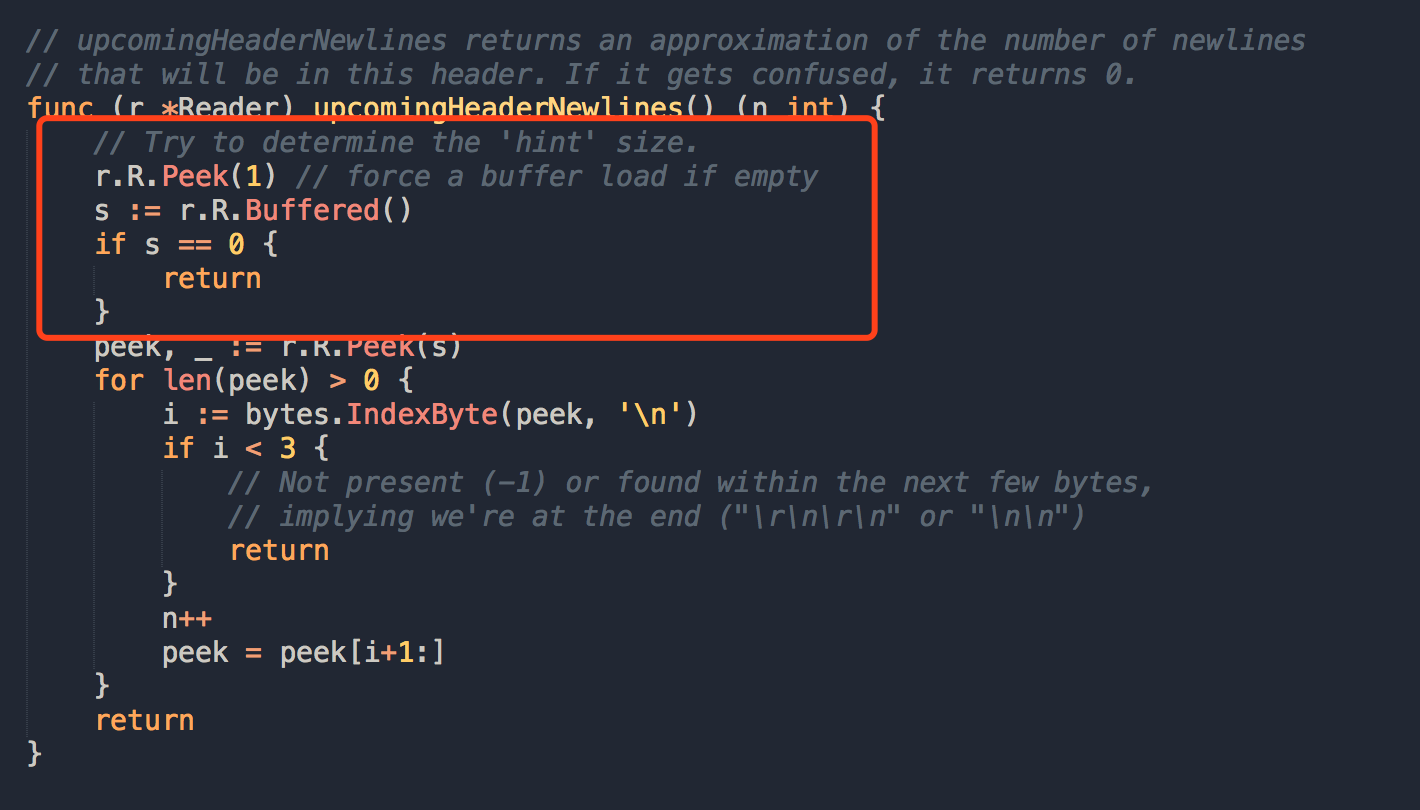 // upcomingHeaderNewlines returns an approximation of the number of newlines
// that will be in this header. If it gets confused, it returns 0.
func (r *Reader) upcomingHeaderNewlines() (n int) {
// Try to determine the 'hint' size.
r.R.Peek(1) // force a buffer load if empty
s := r.R.Buffered()
if s == 0 {
return
}
peek, _ := r.R.Peek(s)
for len(peek) > 0 {
i := bytes.IndexByte(peek, '\n')
if i < 3 {
// Not present (-1) or found within the next few bytes,
// implying we're at the end ("\r\n\r\n" or "\n\n")
return
}
n++
peek = peek[i+1:]
}
return
}